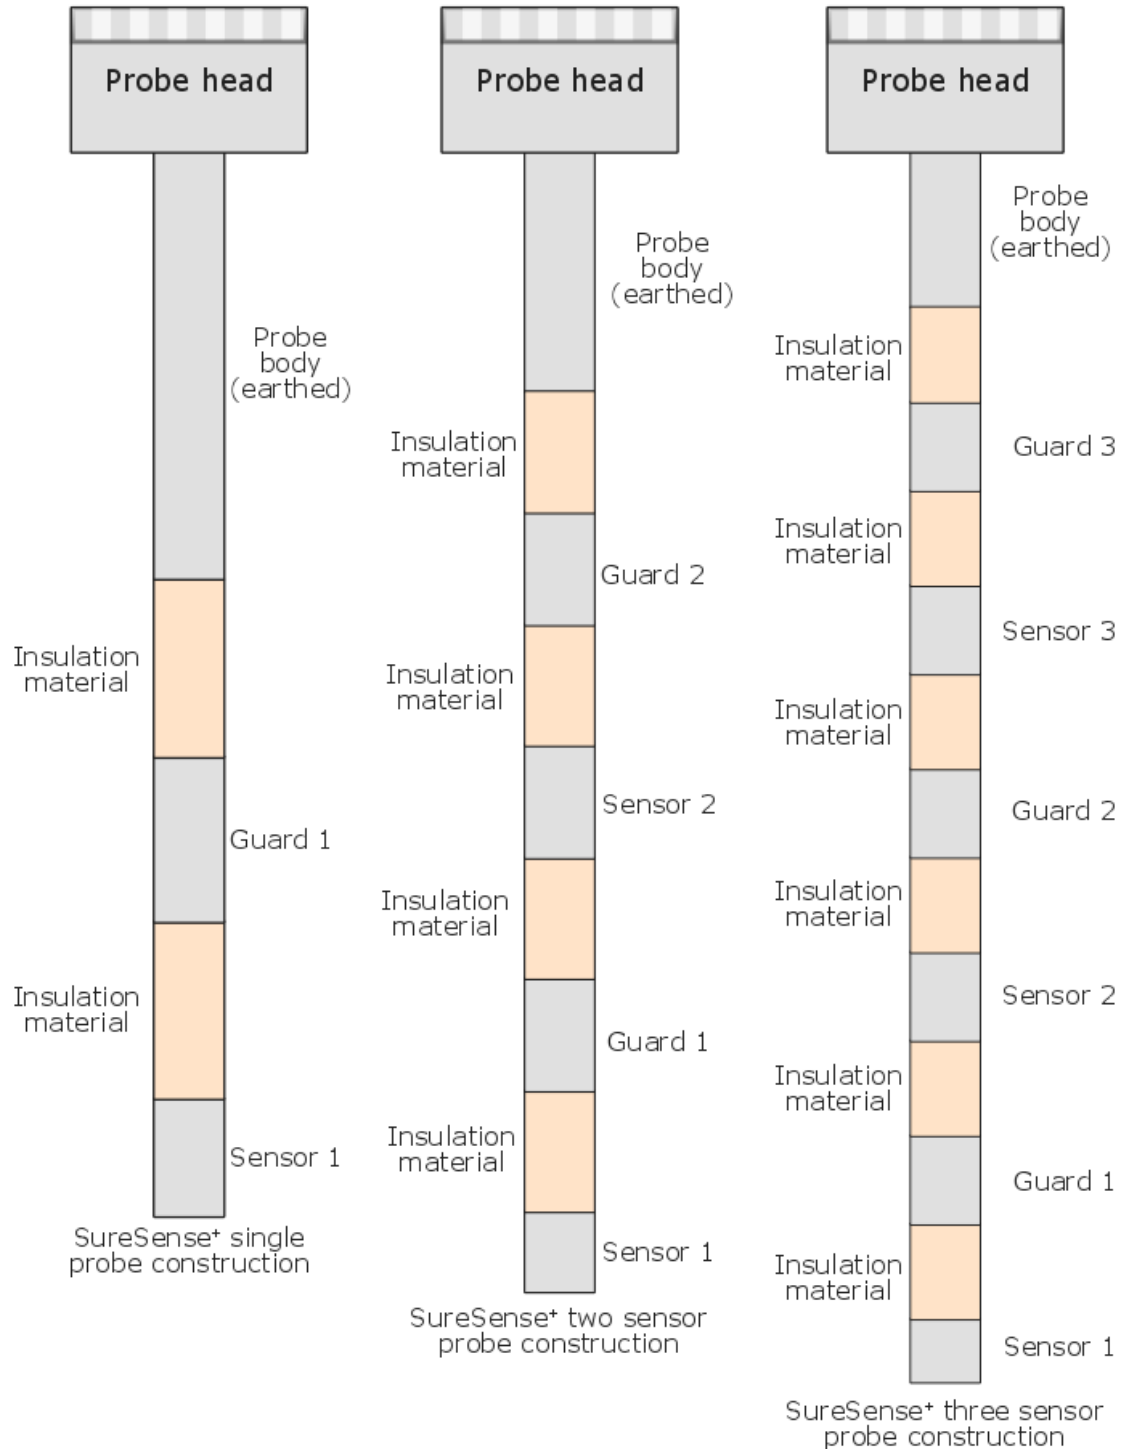 Probe head
Probe
body
(earthed)
Insulation
material
Guard 1
Insulation
material
Sensor 1
SureSense⁺ single
probe construction
Probe head
Probe
body
(earthed)
Insulation
material
Guard 2
Insulation
material
Sensor 2
Insulation
material
Guard 1
Insulation
material
Sensor 1
SureSense⁺ two sensor
probe construction
Probe head
Probe
body
(earthed)
Insulation
material
Guard 3
Insulation
material
Sensor 3
Insulation
material
Guard 2
Insulation
material
Sensor 2
Insulation
material
Guard 1
Insulation
material
Sensor 1
SureSense⁺ three sensor
probe construction